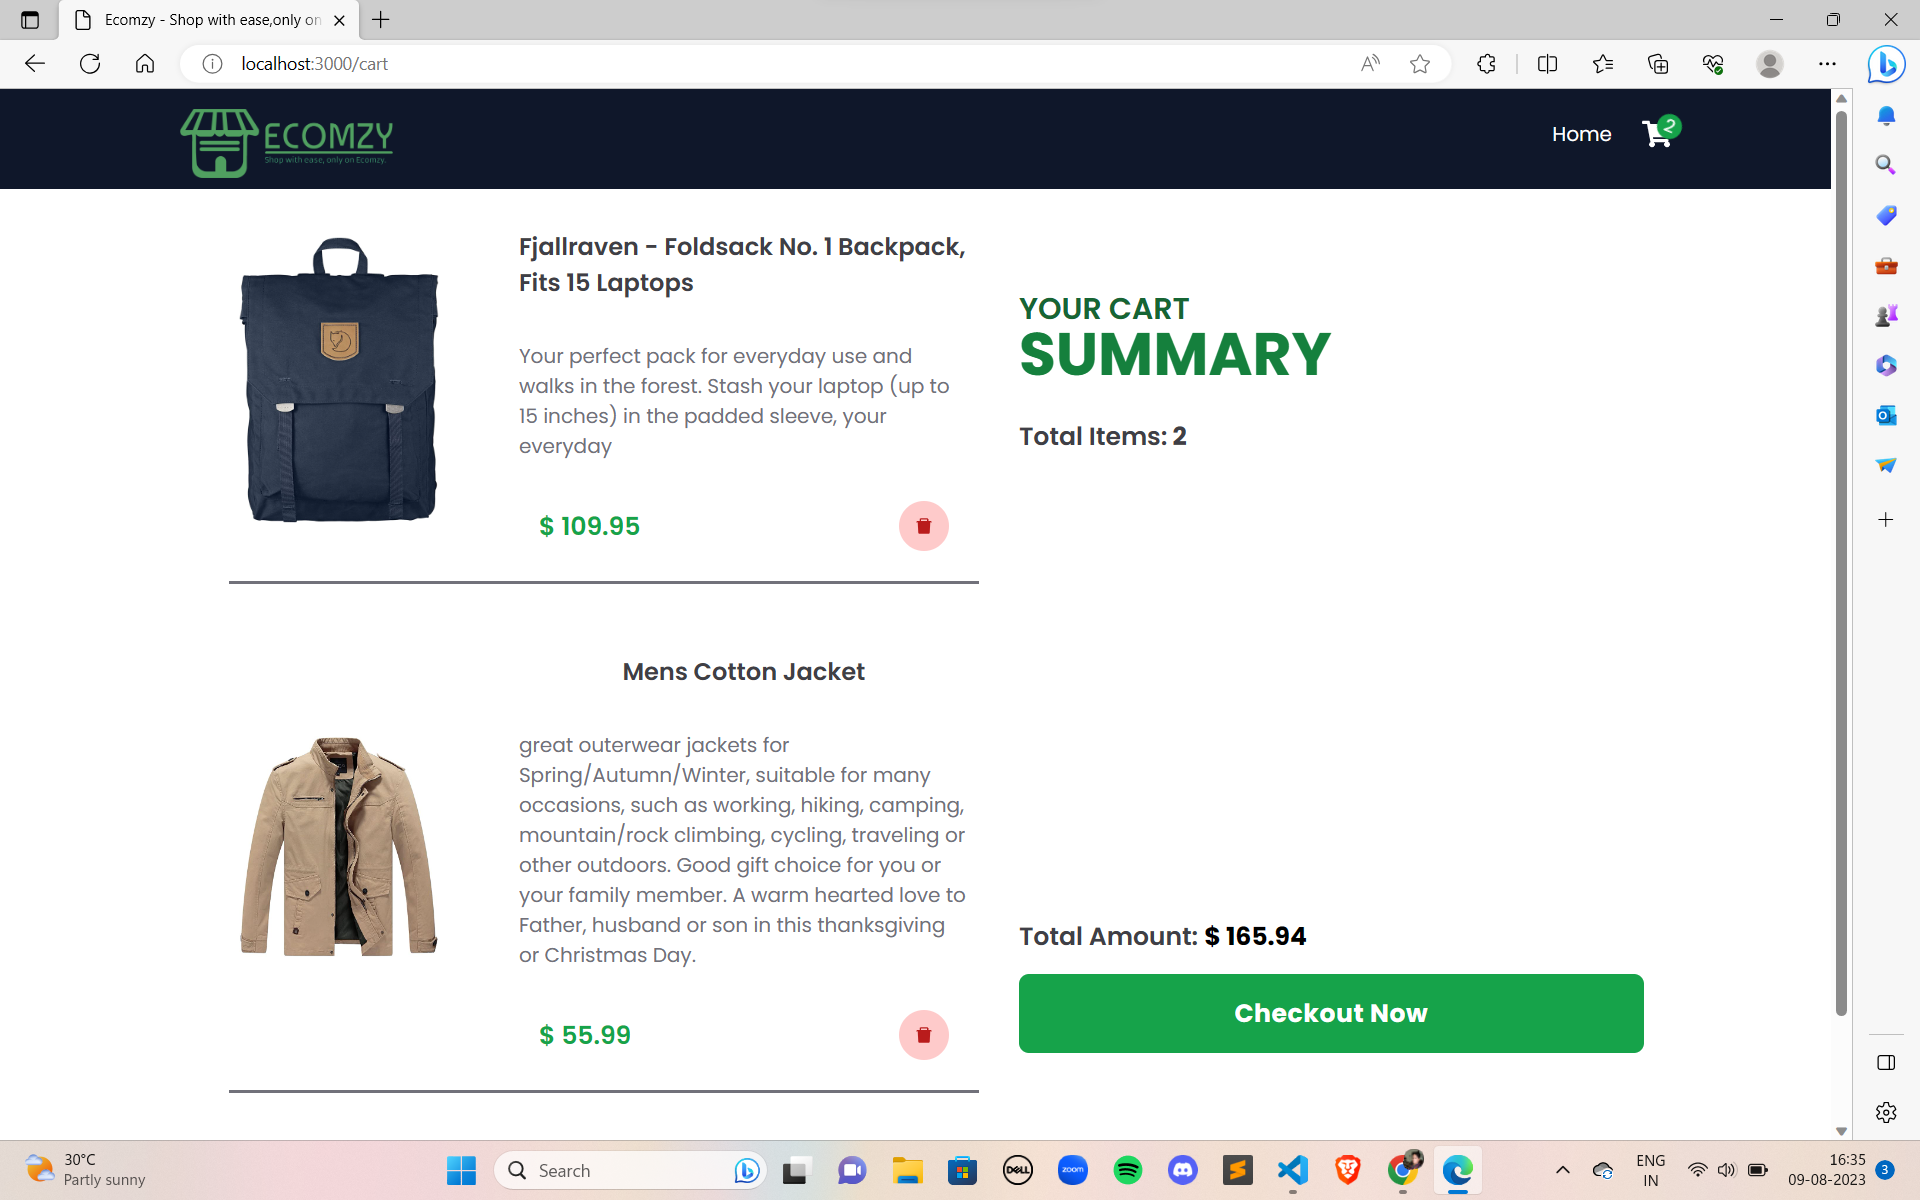 Ecomzy - Shop with ease,only on
localhost:3000/cart
ECOMZY
Shop with ease, only on Ecomzy.
Home
2
Fjallraven - Foldsack No. 1 Backpack,
Fits 15 Laptops
Your perfect pack for everyday use and
walks in the forest. Stash your laptop (up to
15 inches) in the padded sleeve, your
everyday
$ 109.95
Mens Cotton Jacket
great outerwear jackets for
Spring/Autumn/Winter, suitable for many
occasions, such as working, hiking, camping,
mountain/rock climbing, cycling, traveling or
other outdoors. Good gift choice for you or
your family member. A warm hearted love to
Father, husband or son in this thanksgiving
or Christmas Day.
$ 55.99
YOUR CART
SUMMARY
Total Items: 2
Total Amount: $ 165.94
Checkout Now
30°C
Partly sunny
Search
DELL
zoom
ENG
IN
16:35
09-08-2023
3